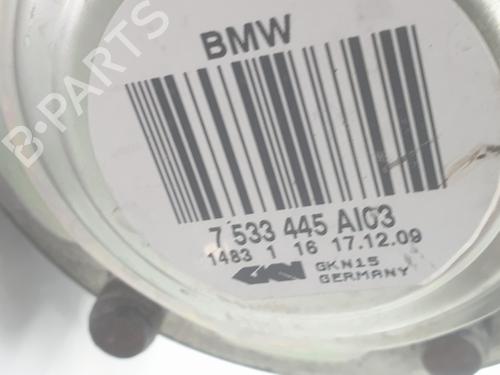 B-PARTS
BMW
7 533 445 AI03
1483 1 16 17.12.09
GKN GKN15
GERMANY